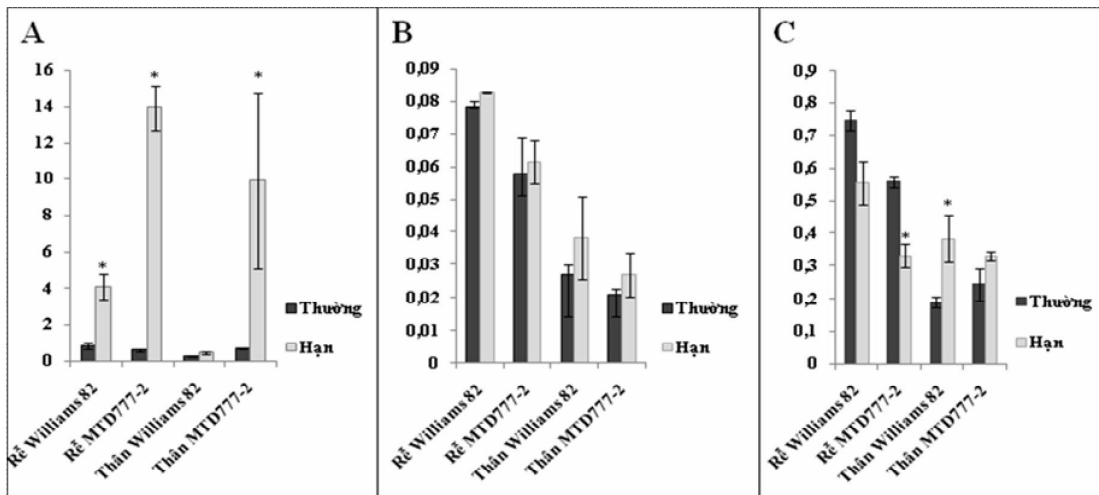 A
16
14
12
10
8
6
4
2
0
*
*
*
Rễ Williams 82
Rễ MTD777-2
Thân Williams 82
Thân MTD777-2
Thường
Hạn
B
0,09
0,08
0,07
0,06
0,05
0,04
0,03
0,02
0,01
0
Rễ Williams 82
Rễ MTD777-2
Thân Williams 82
Thân MTD777-2
Thường
Hạn
C
0,9
0,8
0,7
0,6
0,5
0,4
0,3
0,2
0,1
0
*
*
Rễ Williams 82
Rễ MTD777-2
Thân Williams 82
Thân MTD777-2
Thường
Hạn